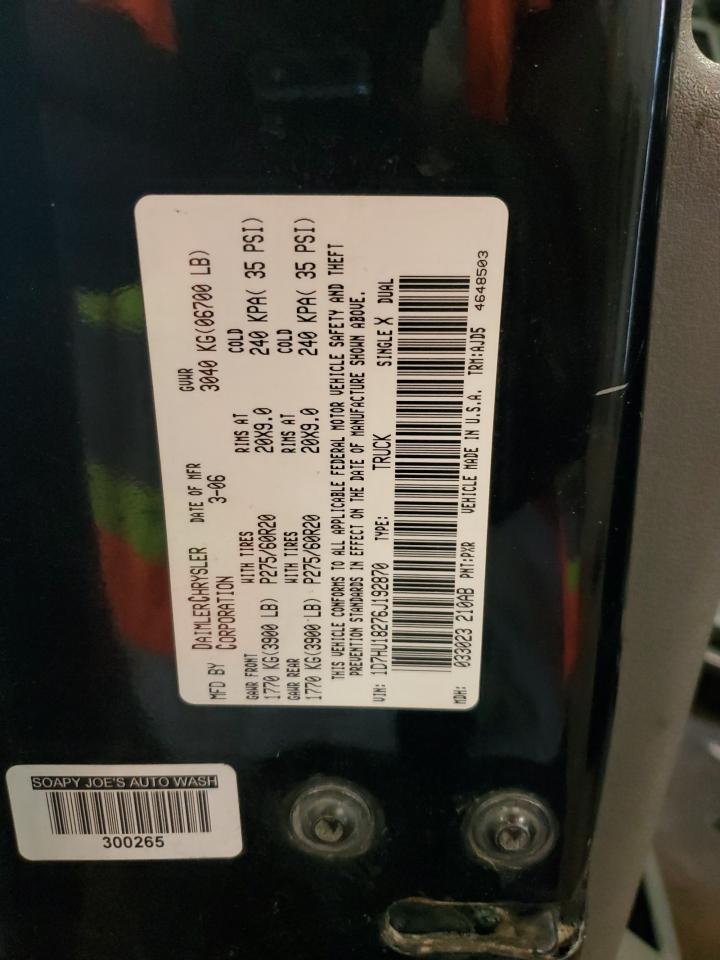 MFD BY DAIMLERCHRYSLER CORPORATION DATE OF MFR 3-06 GVWR 3040 KG(06700 LB)
GAWR FRONT WITH TIRES RIMS AT COLD
1770 KG(3900 LB) P275/60R20 20X9.0 240 KPA( 35 PSI)
GAWR REAR WITH TIRES RIMS AT COLD
1770 KG(3900 LB) P275/60R20 20X9.0 240 KPA( 35 PSI)
THIS VEHICLE CONFORMS TO ALL APPLICABLE FEDERAL MOTOR VEHICLE SAFETY AND THEFT
PREVENTION STANDARDS IN EFFECT ON THE DATE OF MANUFACTURE SHOWN ABOVE.
VIN: 1D7HU18276J192870 TYPE: TRUCK SINGLE X DUAL
MDH: 033023 210AB PNT:PXR VEHICLE MADE IN U.S.A. TRM:AJD5 4648503
SOAPY JOE'S AUTO WASH
300265